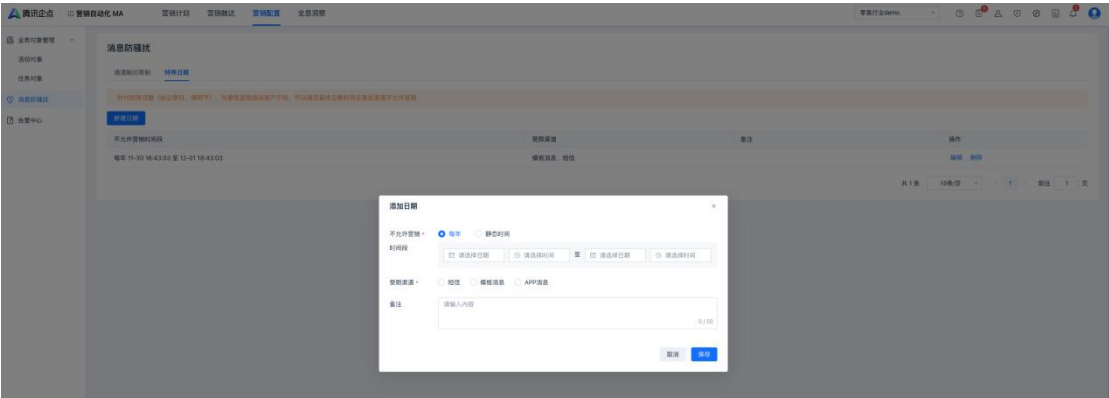 腾讯企点 营销自动化 MA 营销计划 营销触达 营销配置 全息洞察 零售行业demo
业务对象管理
活动对象
任务对象
消息防骚扰
告警中心
消息防骚扰
特殊日期
新增日期
不允许营销时间段 受限渠道 备注 操作
每年 11-30 18:43:03 至 12-01 18:43:03 模板消息、短信 编辑 删除
共 1 条 10条/页 1 前往 1 页
添加日期
不允许营销 * 每年 静态时间
时间段
请选择日期 请选择时间 至 请选择日期 请选择时间
受限渠道 * 短信 模板消息 APP消息
备注 请输入内容
取消 保存